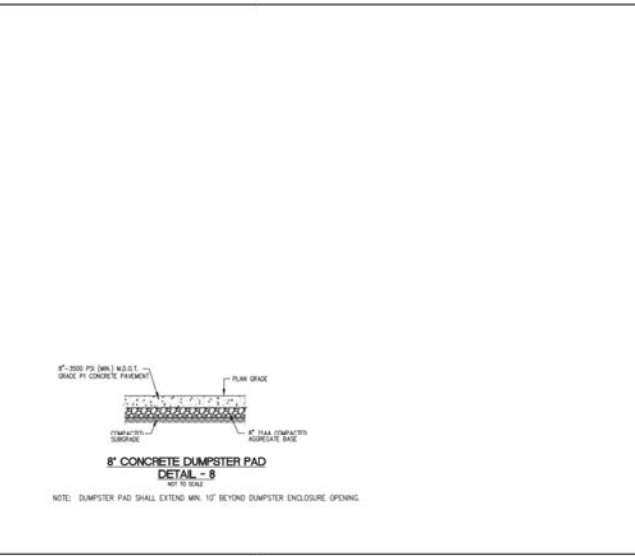 8"-3500 PSI (MIN.) M.D.O.T.
GRADE P1 CONCRETE PAVEMENT
PLAN GRADE
COMPACTED
SUBGRADE
8" 21AA COMPACTED
AGGREGATE BASE
8" CONCRETE DUMPSTER PAD
DETAIL - 8
NOT TO SCALE
NOTE: DUMPSTER PAD SHALL EXTEND MIN. 10' BEYOND DUMPSTER ENCLOSURE OPENING.